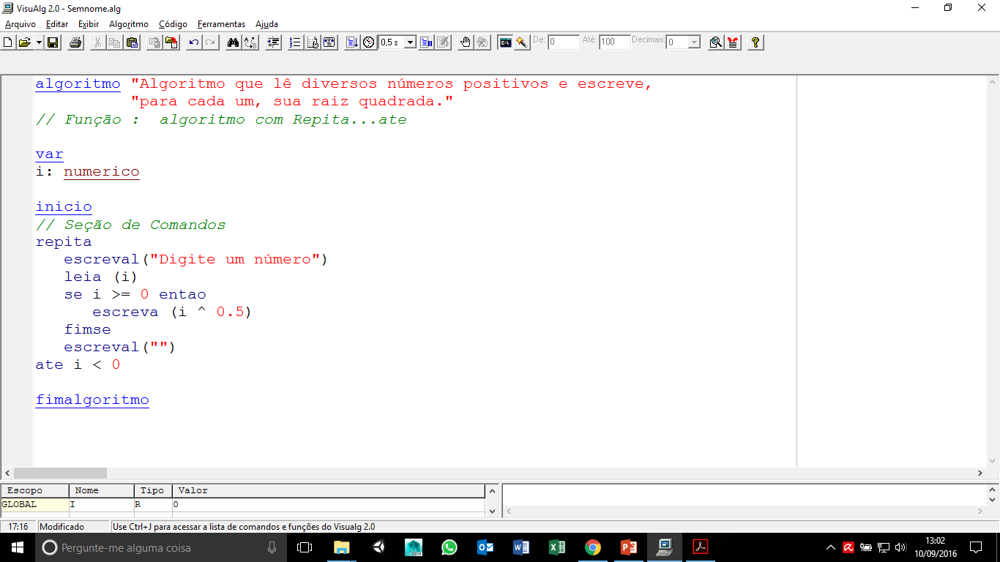 VisuAlg 2.0 - Semnome.alg
Arquivo Editar Exibir Algoritmo Código Ferramentas Ajuda
0,5 s De: 0 Até: 100 Decimais: 0
algoritmo "Algoritmo que lê diversos números positivos e escreve,
"para cada um, sua raiz quadrada."
// Função :  algoritmo com Repita...ate
var
i: numerico
inicio
// Seção de Comandos
repita
escreval("Digite um número")
leia (i)
se i >= 0 entao
escreva (i ^ 0.5)
fimse
escreval("")
ate i < 0
fimalgoritmo
Escopo Nome Tipo Valor
GLOBAL I R 0
17:16 Modificado Use Ctrl+J para acessar a lista de comandos e funções do Visualg 2.0
Pergunte-me alguma coisa
13:02
10/09/2016